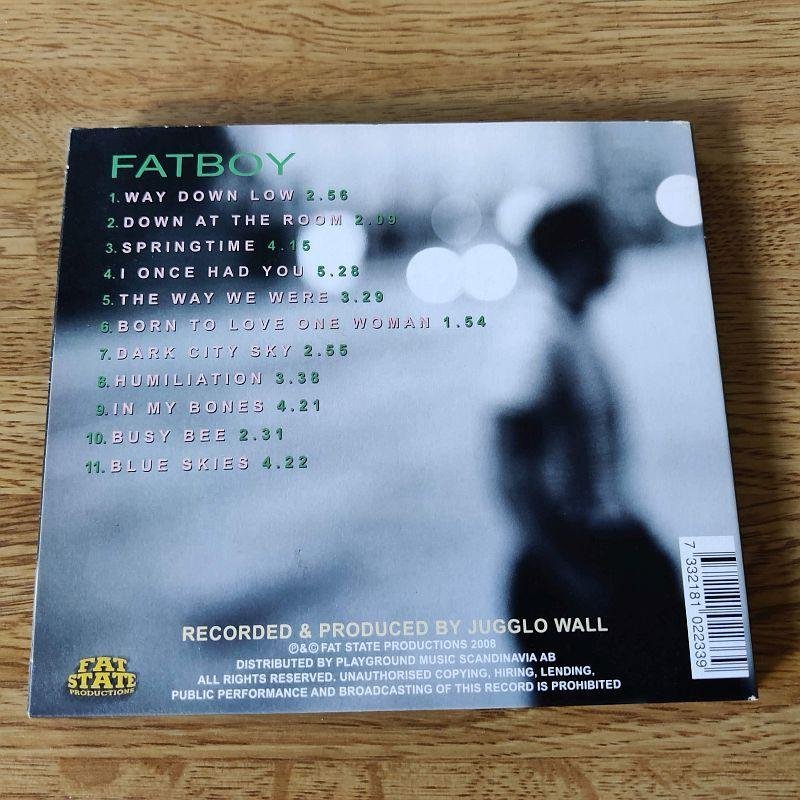 FATBOY
1. WAY DOWN LOW 2.56
2. DOWN AT THE ROOM 2.09
3. SPRINGTIME 4.15
4. I ONCE HAD YOU 5.28
5. THE WAY WE WERE 3.29
6. BORN TO LOVE ONE WOMAN 1.54
7. DARK CITY SKY 2.55
8. HUMILIATION 3.38
9. IN MY BONES 4.21
10. BUSY BEE 2.31
11. BLUE SKIES 4.22
RECORDED & PRODUCED BY JUGGLO WALL
℗&© FAT STATE PRODUCTIONS 2008
DISTRIBUTED BY PLAYGROUND MUSIC SCANDINAVIA AB
ALL RIGHTS RESERVED. UNAUTHORISED COPYING, HIRING, LENDING,
PUBLIC PERFORMANCE AND BROADCASTING OF THIS RECORD IS PROHIBITED
FAT
STATE
PRODUCTIONS
7 332181 022339